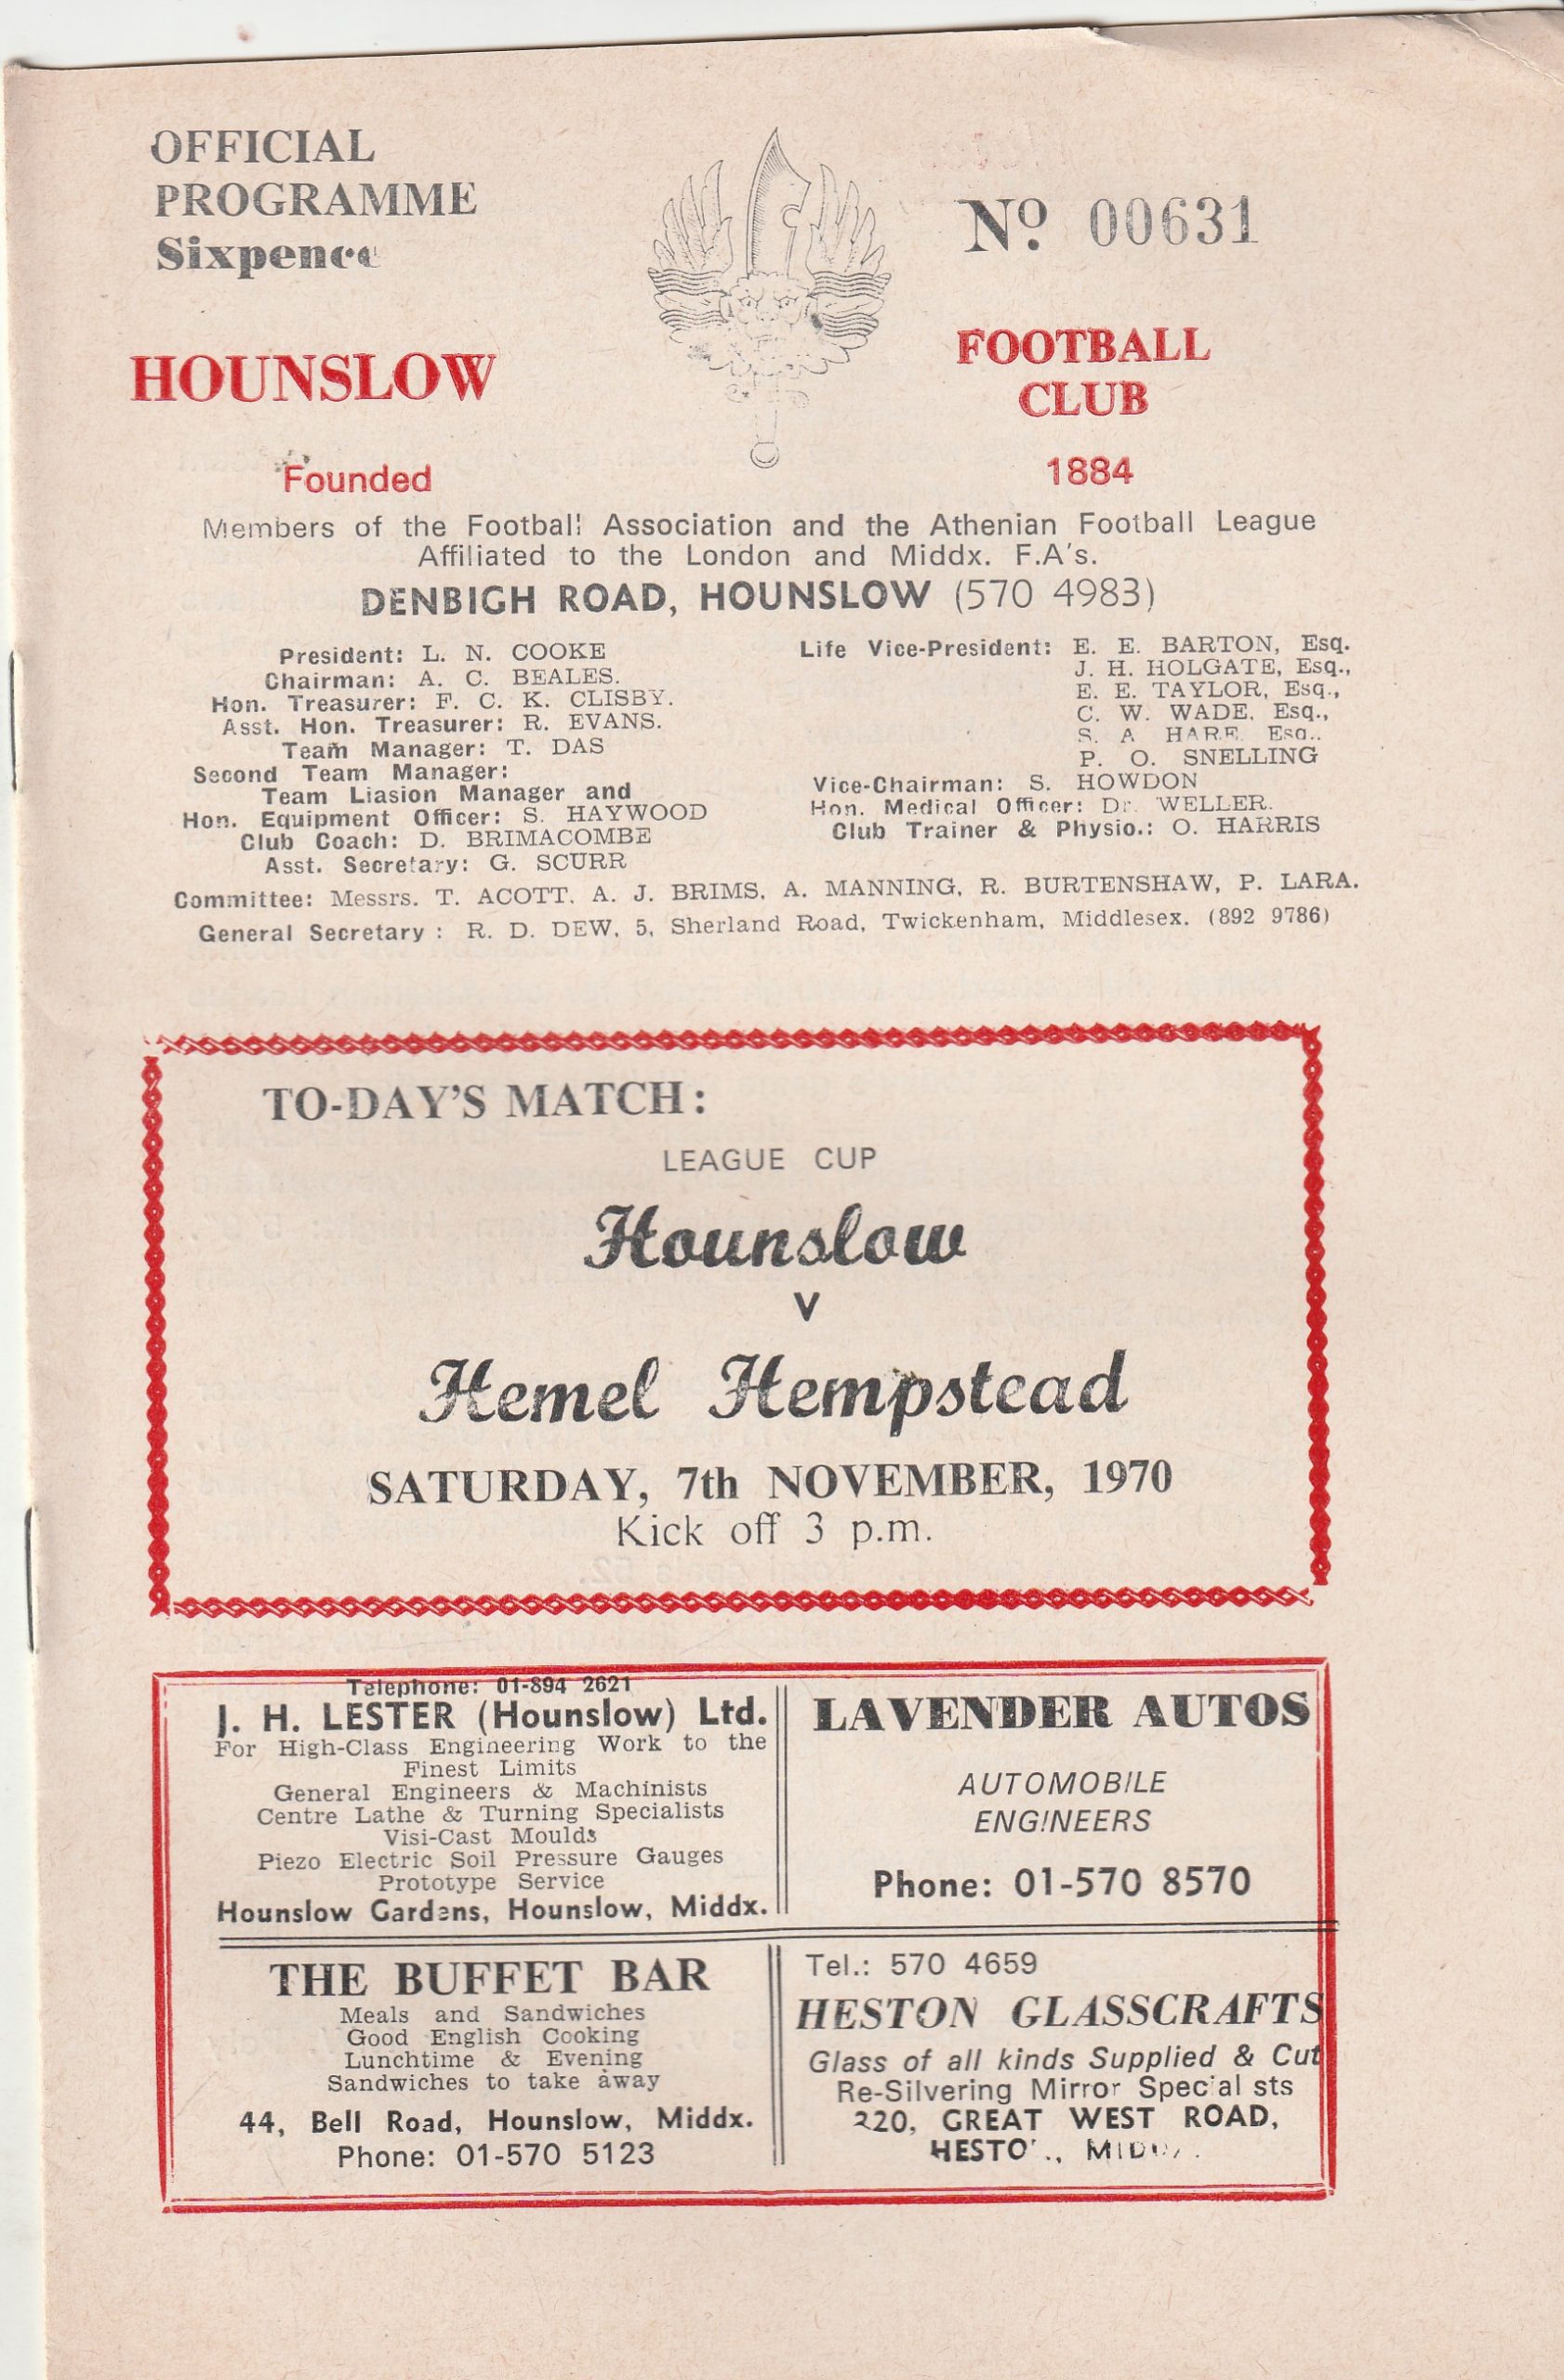 OFFICIAL
PROGRAMME
Sixpence
Nº. 00631
HOUNSLOW
FOOTBALL
CLUB
Founded
1884
Members of the Football Association and the Athenian Football League
Affiliated to the London and Middx. F.A's.
DENBIGH ROAD, HOUNSLOW (570 4983)
President: L. N. COOKE
Chairman: A. C. BEALES.
Hon. Treasurer: F. C. K. CLISBY.
Asst. Hon. Treasurer: R. EVANS.
Team Manager: T. DAS
Second Team Manager:
Team Liasion Manager and
Hon. Equipment Officer: S. HAYWOOD
Club Coach: D. BRIMACOMBE
Asst. Secretary: G. SCURR
Life Vice-President: E. E. BARTON, Esq.
J. H. HOLGATE, Esq.,
E. E. TAYLOR, Esq.,
C. W. WADE, Esq.,
S. A HARE, Esq..
P. O. SNELLING
Vice-Chairman: S. HOWDON
Hon. Medical Officer: Dr. WELLER.
Club Trainer & Physio.: O. HARRIS
Committee: Messrs. T. ACOTT. A. J. BRIMS, A. MANNING, R. BURTENSHAW, P. LARA.
General Secretary : R. D. DEW, 5, Sherland Road, Twickenham, Middlesex. (892 9786)
TO-DAY'S MATCH:
LEAGUE CUP
Hounslow
v
Hemel Hempstead
SATURDAY, 7th NOVEMBER, 1970
Kick off 3 p.m.
Telephone: 01-894 2621
J. H. LESTER (Hounslow) Ltd.
For High-Class Engineering Work to the
Finest Limits
General Engineers & Machinists
Centre Lathe & Turning Specialists
Visi-Cast Moulds
Piezo Electric Soil Pressure Gauges
Prototype Service
Hounslow Gardens, Hounslow, Middx.
LAVENDER AUTOS
AUTOMOBILE
ENGINEERS
Phone: 01-570 8570
THE BUFFET BAR
Meals and Sandwiches
Good English Cooking
Lunchtime & Evening
Sandwiches to take away
44, Bell Road, Hounslow, Middx.
Phone: 01-570 5123
Tel.: 570 4659
HESTON GLASSCRAFTS
Glass of all kinds Supplied & Cut
Re-Silvering Mirror Specialists
220, GREAT WEST ROAD,
HESTON., MIDDX.